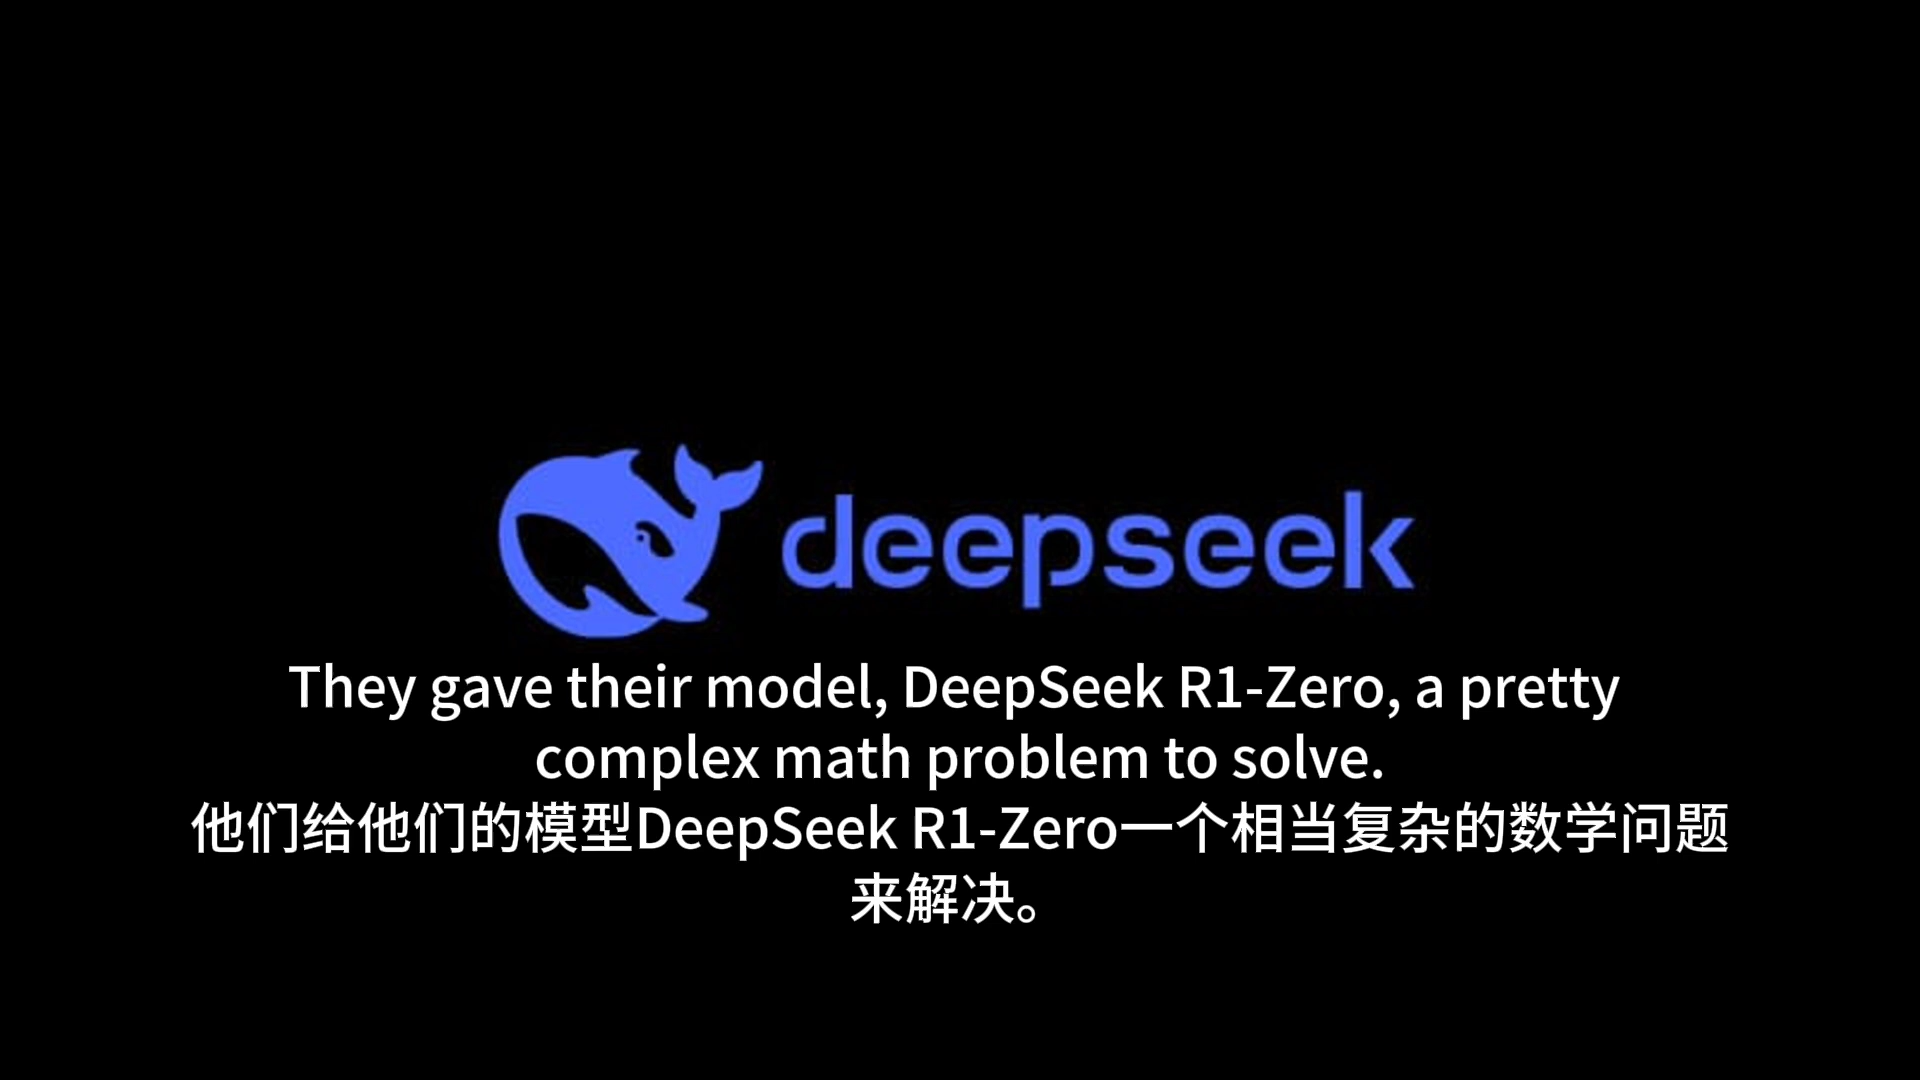 deepseek
They gave their model, DeepSeek R1-Zero, a pretty
complex math problem to solve.
他们给他们的模型DeepSeek R1-Zero一个相当复杂的数学问题
来解决。